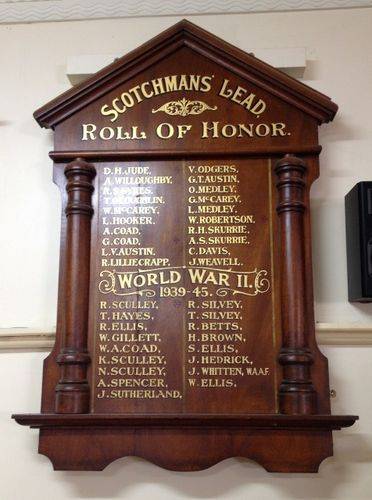 SCOTCHMANS' LEAD.
ROLL OF HONOR.
D.H. JUDE,
A. WILLOUGHBY,
R. SYKES,
T. O'LOUGHLIN,
W. McCAREY,
L. HOOKER,
A. COAD,
G. COAD,
L.V. AUSTIN,
R. LILLIECRAPP,
V. ODGERS,
G.T. AUSTIN,
O. MEDLEY,
G. McCAREY,
L. MEDLEY,
W. ROBERTSON,
R.H. SKURRIE,
A.S. SKURRIE,
C. DAVIS,
J. WEAVELL.
WORLD WAR II.
1939-45.
R. SCULLEY,
T. HAYES,
R. ELLIS,
W. GILLETT,
W.A. COAD,
K. SCULLEY,
N. SCULLEY,
A. SPENCER,
J. SUTHERLAND,
R. SILVEY,
T. SILVEY,
R. BETTS,
H. BROWN,
S. ELLIS,
J. HEDRICK,
J. WHITTEN, W.A.A.F.
W. ELLIS,